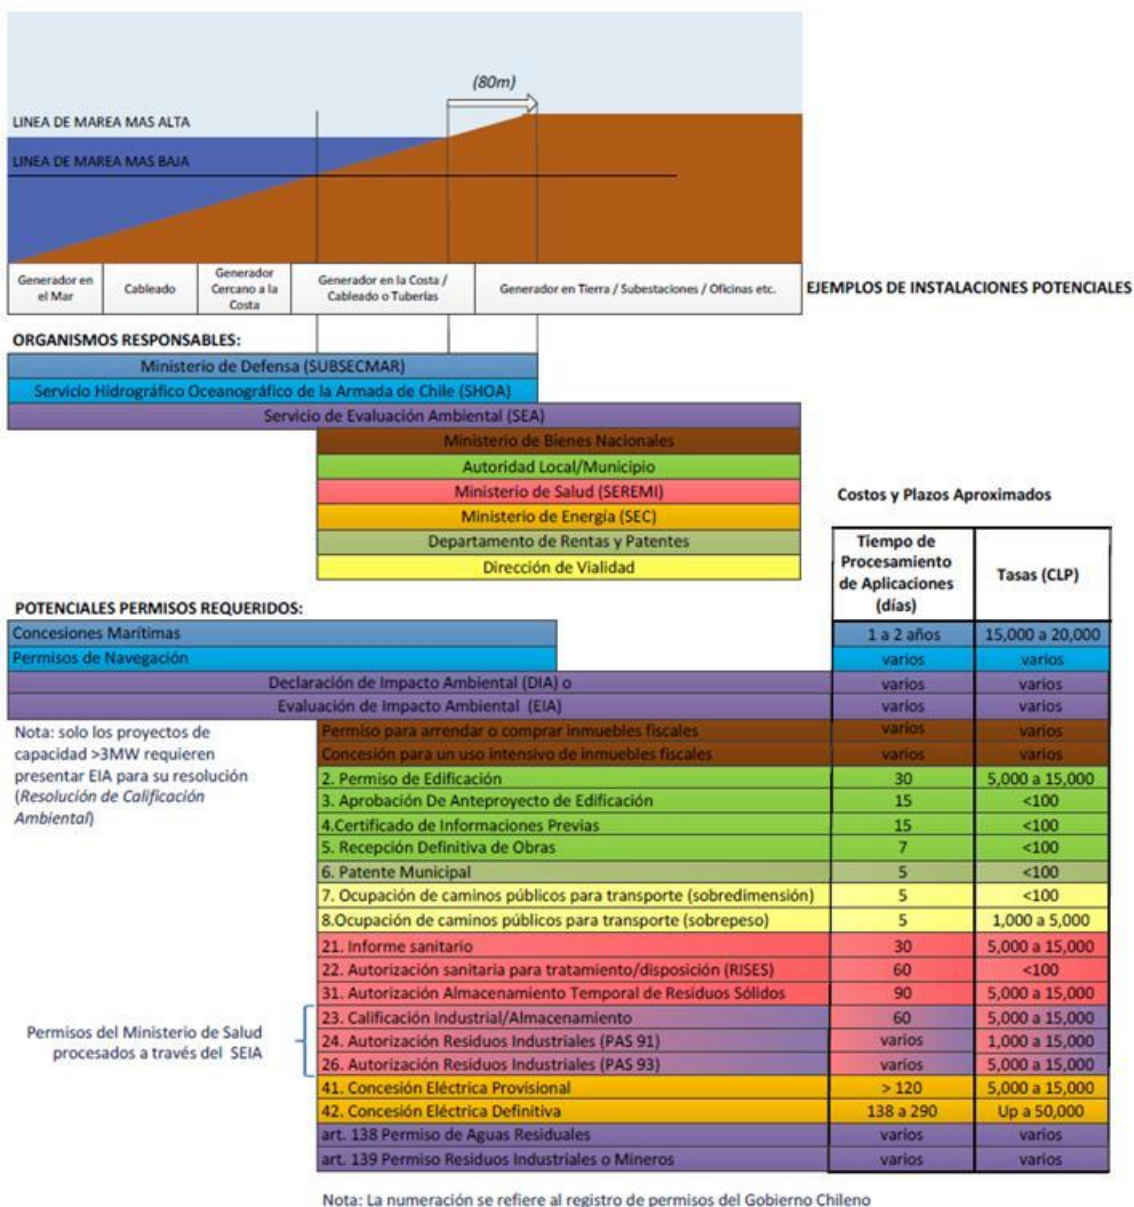 (80m)
LINEA DE MAREA MAS ALTA
LINEA DE MAREA MAS BAJA
Generador en
el Mar
Cableado
Generador
Cercano a la
Costa
Generador en la Costa /
Cableado o Tuberías
Generador en Tierra / Subestaciones / Oficinas etc.
EJEMPLOS DE INSTALACIONES POTENCIALES
ORGANISMOS RESPONSABLES:
Ministerio de Defensa (SUBSECMAR)
Servicio Hidrográfico Oceanográfico de la Armada de Chile (SHOA)
Servicio de Evaluación Ambiental (SEA)
Ministerio de Bienes Nacionales
Autoridad Local/Municipio
Ministerio de Salud (SEREMI)
Ministerio de Energía (SEC)
Departamento de Rentas y Patentes
Dirección de Vialidad
Costos y Plazos Aproximados
Tiempo de
Procesamiento
de Aplicaciones
(días)
Tasas (CLP)
POTENCIALES PERMISOS REQUERIDOS:
Concesiones Marítimas 1 a 2 años 15,000 a 20,000
Permisos de Navegación varios varios
Declaración de Impacto Ambiental (DIA) o varios varios
Evaluación de Impacto Ambiental (EIA) varios varios
Nota: solo los proyectos de
capacidad >3MW requieren
presentar EIA para su resolución
(Resolución de Calificación
Ambiental)
Permiso para arrendar o comprar inmuebles fiscales varios varios
Concesión para un uso intensivo de inmuebles fiscales varios varios
2. Permiso de Edificación 30 5,000 a 15,000
3. Aprobación De Anteproyecto de Edificación 15 <100
4.Certificado de Informaciones Previas 15 <100
5. Recepción Definitiva de Obras 7 <100
6. Patente Municipal 5 <100
7. Ocupación de caminos públicos para transporte (sobredimensión) 5 <100
8.Ocupación de caminos públicos para transporte (sobrepeso) 5 1,000 a 5,000
21. Informe sanitario 30 5,000 a 15,000
22. Autorización sanitaria para tratamiento/disposición (RISES) 60 <100
31. Autorización Almacenamiento Temporal de Residuos Sólidos 90 5,000 a 15,000
Permisos del Ministerio de Salud
procesados a través del SEIA
23. Calificación Industrial/Almacenamiento 60 5,000 a 15,000
24. Autorización Residuos Industriales (PAS 91) varios 1,000 a 15,000
26. Autorización Residuos Industriales (PAS 93) varios 5,000 a 15,000
41. Concesión Eléctrica Provisional > 120 5,000 a 15,000
42. Concesión Eléctrica Definitiva 138 a 290 Up a 50,000
art. 138 Permiso de Aguas Residuales varios varios
art. 139 Permiso Residuos Industriales o Mineros varios varios
Nota: La numeración se refiere al registro de permisos del Gobierno Chileno